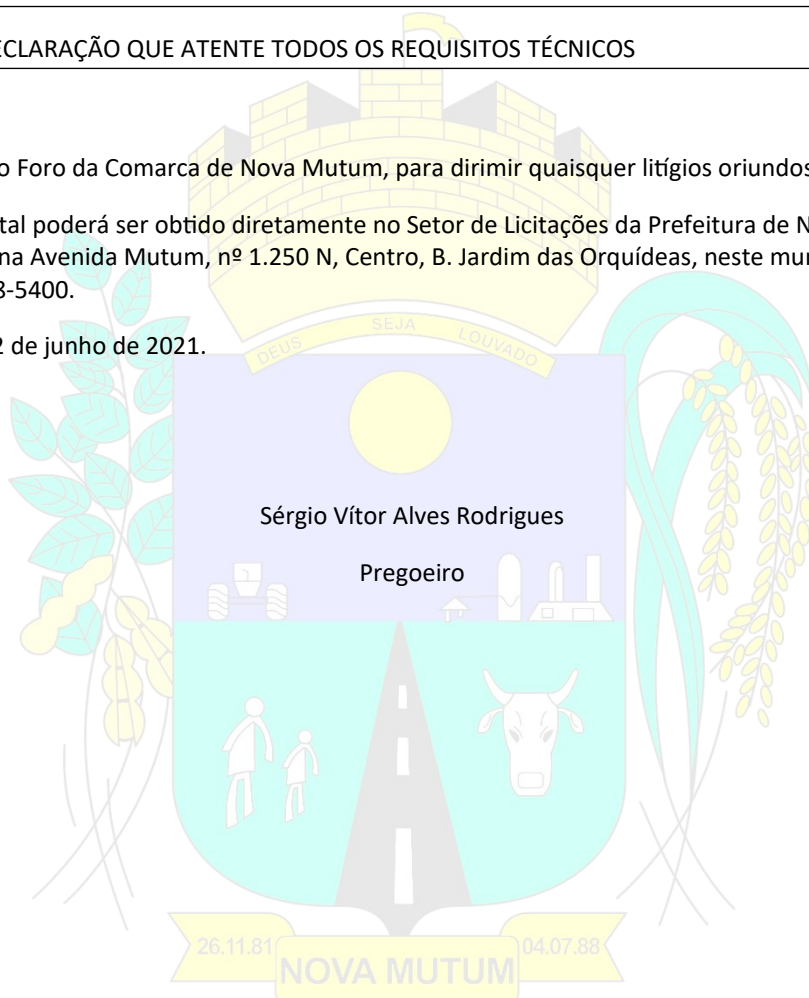 ECLARAÇÃO QUE ATENTE TODOS OS REQUISITOS TÉCNICOS
o Foro da Comarca de Nova Mutum, para dirimir quaisquer litígios oriundos
tal poderá ser obtido diretamente no Setor de Licitações da Prefeitura de N
na Avenida Mutum, nº 1.250 N, Centro, B. Jardim das Orquídeas, neste mu
-5400.
2 de junho de 2021.
DEUS SEJA LOUVADO
Sérgio Vítor Alves Rodrigues
Pregoeiro
26.11.81 04.07.88
NOVA MUTUM